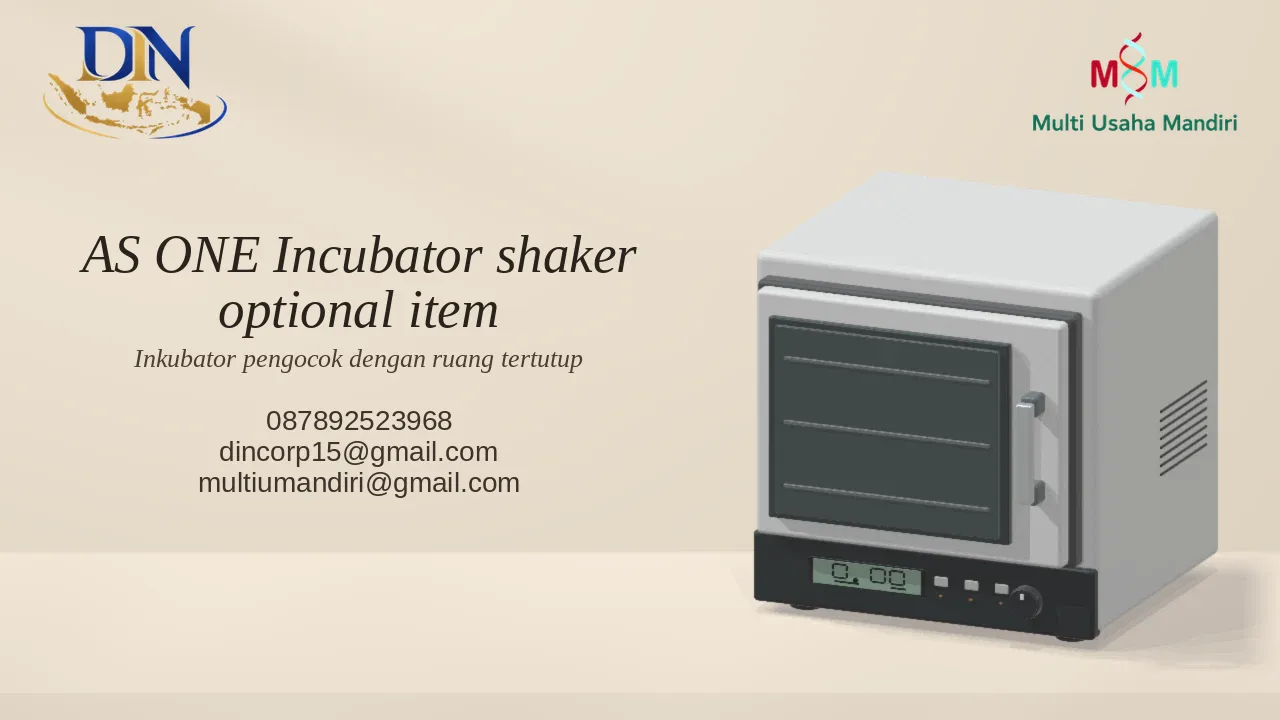 DN
M M
Multi Usaha Mandiri
AS ONE Incubator shaker
optional item
Inkubator pengocok dengan ruang tertutup
087892523968
dincorp15@gmail.com
multiumandiri@gmail.com
0.00